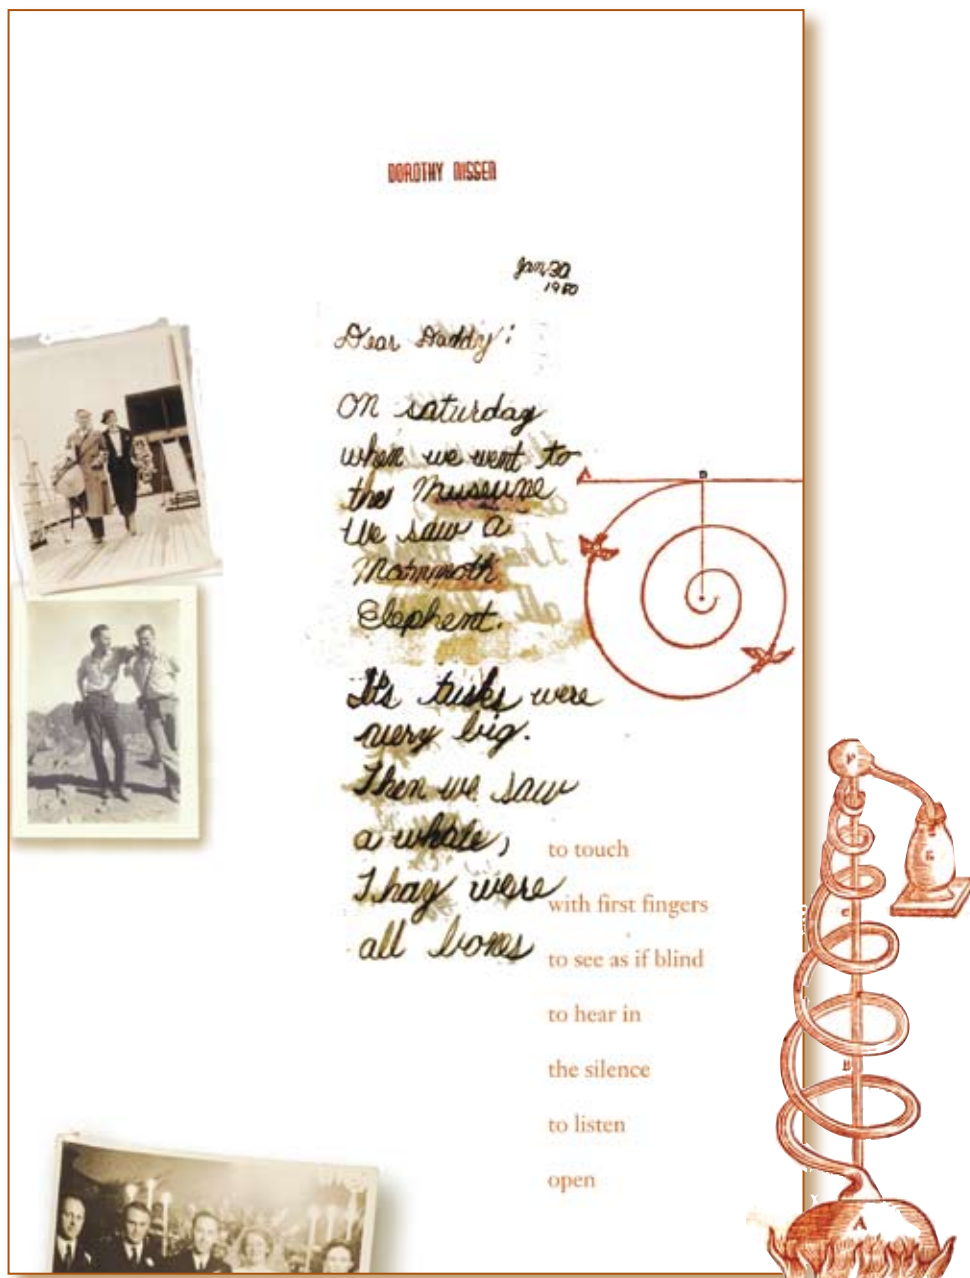 DOROTHY NISSEN
Jan 30
1950
Dear Daddy:
On saturday
when we went to
the Museume
We saw a
Mammoth
Elephent.
It's tusks were
very big.
Then we saw
a whale,
Thay were
all bones
to touch
with first fingers
to see as if blind
to hear in
the silence
to listen
open
B
P
G
C
B
A